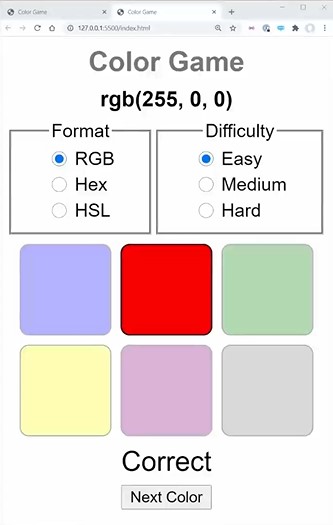 Color Game
Color Game
127.0.0.1:5500/index.html
Color Game
rgb(255, 0, 0)
Format
RGB
Hex
HSL
Difficulty
Easy
Medium
Hard
Correct
Next Color